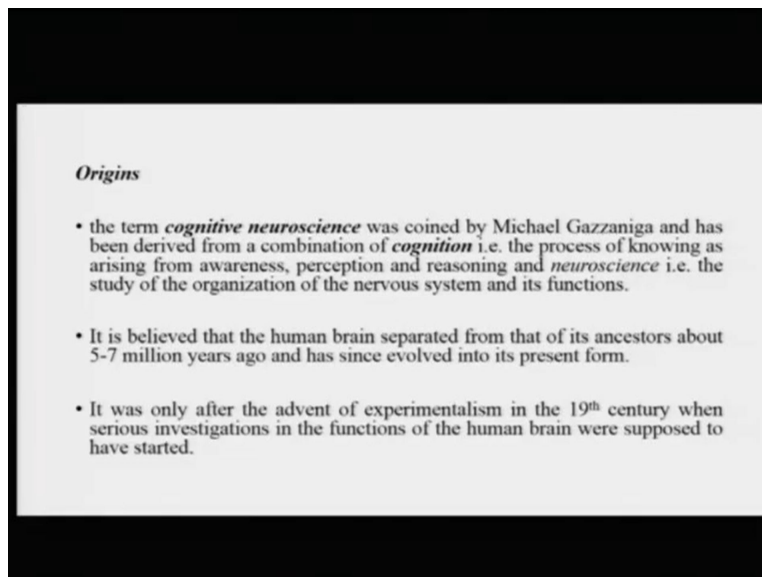 Origins
• the term cognitive neuroscience was coined by Michael Gazzaniga and has
been derived from a combination of cognition i.e. the process of knowing as
arising from awareness, perception and reasoning and neuroscience i.e. the
study of the organization of the nervous system and its functions.
• It is believed that the human brain separated from that of its ancestors about
5-7 million years ago and has since evolved into its present form.
• It was only after the advent of experimentalism in the 19th century when
serious investigations in the functions of the human brain were supposed to
have started.